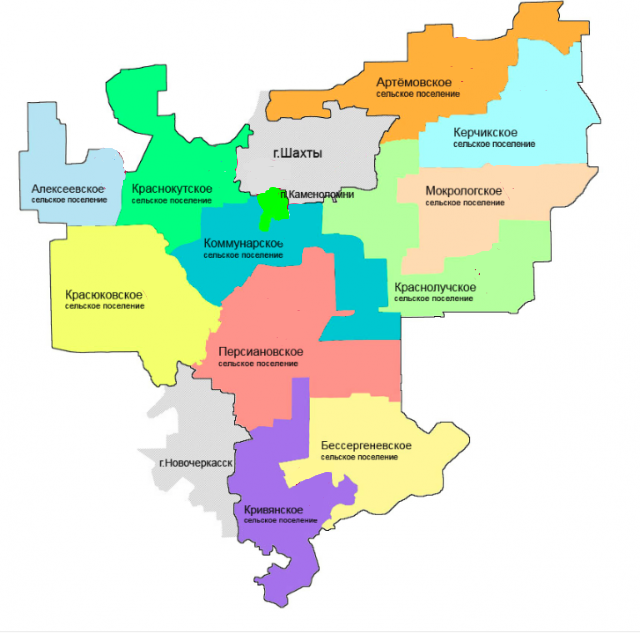 Артёмовское
сельское поселение
Керчикское
сельское поселение
г.Шахты
Алексеевское
сельское поселение
Краснокутское
сельское поселение
п.Каменоломни
Мокрологское
сельское поселение
Коммунарское
сельское поселение
Красюковское
сельское поселение
Краснолучское
сельское поселение
Персиановское
сельское поселение
Бессергеневское
сельское поселение
г.Новочеркасск
Кривянское
сельское поселение